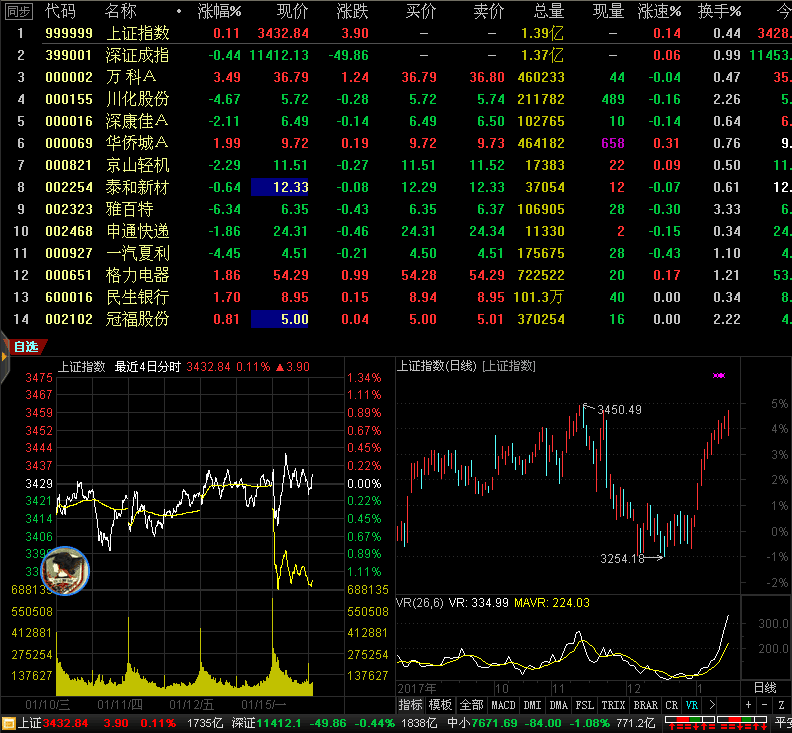 同步 代码 名称 • 涨幅% 现价 涨跌 买价 卖价 总量 现量 涨速% 换手% 今
1 999999 上证指数 0.11 3432.84 3.90 — — 1.39亿 — 0.14 0.44 3428.
2 399001 深证成指 -0.44 11412.13 -49.86 — — 1.37亿 — 0.06 0.99 11453.
3 000002 万科A 3.49 36.79 1.24 36.79 36.80 460233 44 -0.04 0.47 35.
4 000155 川化股份 -4.67 5.72 -0.28 5.72 5.74 211782 489 -0.16 2.26 5.
5 000016 深康佳A -2.11 6.49 -0.14 6.49 6.50 102765 10 -0.14 0.64 6.
6 000069 华侨城A 1.99 9.72 0.19 9.72 9.73 464182 658 0.31 0.76 9.
7 000821 京山轻机 -2.29 11.51 -0.27 11.51 11.52 17383 22 0.09 0.50 11.
8 002254 泰和新材 -0.64 12.33 -0.08 12.29 12.33 37054 12 -0.07 0.61 12.
9 002323 雅百特 -6.34 6.35 -0.43 6.35 6.37 106905 28 -0.30 3.33 6.
10 002468 申通快递 -1.86 24.31 -0.46 24.31 24.34 11330 2 -0.15 0.34 24.
11 000927 一汽夏利 -4.45 4.51 -0.21 4.50 4.51 175675 28 -0.43 1.10 4.
12 000651 格力电器 1.86 54.29 0.99 54.28 54.29 722522 20 0.17 1.21 53.
13 600016 民生银行 1.70 8.95 0.15 8.94 8.95 101.3万 40 0.00 0.34 8.
14 002102 冠福股份 0.81 5.00 0.04 5.00 5.01 370254 16 0.00 2.22 4.
自选
上证指数 最近4日分时 3432.84 0.11% ▲3.90
3475 1.34%
3467 1.11%
3459 0.89%
3452 0.67%
3444 0.45%
3437 0.22%
3429 0.00%
3421 0.22%
3414 0.45%
3406 0.67%
339 0.89%
33 1.11%
688135 688135
550508 550508
412881 412881
275254 275254
137627 137627
01/10/三 01/11/四 01/12/五 01/15/一
上证指数(日线) [上证指数]
3450.49
3254.18
5%
4%
3%
2%
1%
0%
-1%
-2%
VR(26,6) VR: 334.99 MAVR: 224.03
300.0
200.0
2017年 10 11 12 1 日线
指标 模板 全部 MACD DMI DMA FSL TRIX BRAR CR VR > + - Z
上证3432.84 3.90 0.11% 1735亿 深证11412.1 -49.86 -0.44% 1838亿 中小7671.69 -84.00 -1.08% 771.2亿 平安